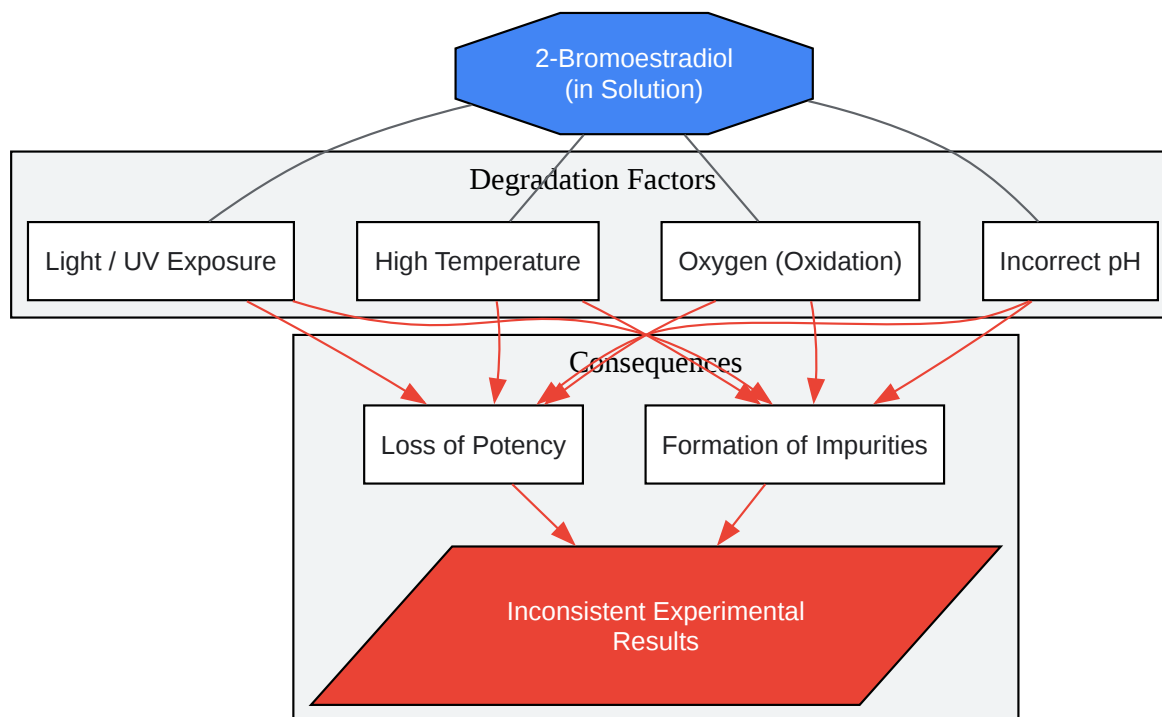 2-Bromoestradiol
(in Solution)
Degradation Factors
Light / UV Exposure
High Temperature
Oxygen (Oxidation)
Incorrect pH
Consequences
Loss of Potency
Formation of Impurities
Inconsistent Experimental
Results